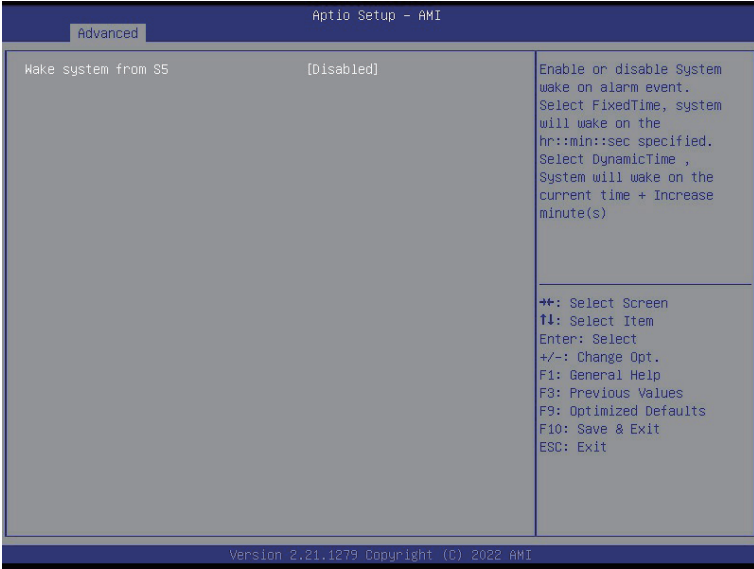 Aptio Setup – AMI
Advanced
Wake system from S5 [Disabled]
Enable or disable System
wake on alarm event.
Select FixedTime, system
will wake on the
hr::min::sec specified.
Select DynamicTime ,
System will wake on the
current time + Increase
minute(s)
→←: Select Screen
↑↓: Select Item
Enter: Select
+/-: Change Opt.
F1: General Help
F3: Previous Values
F9: Optimized Defaults
F10: Save & Exit
ESC: Exit
Version 2.21.1279 Copyright (C) 2022 AMI